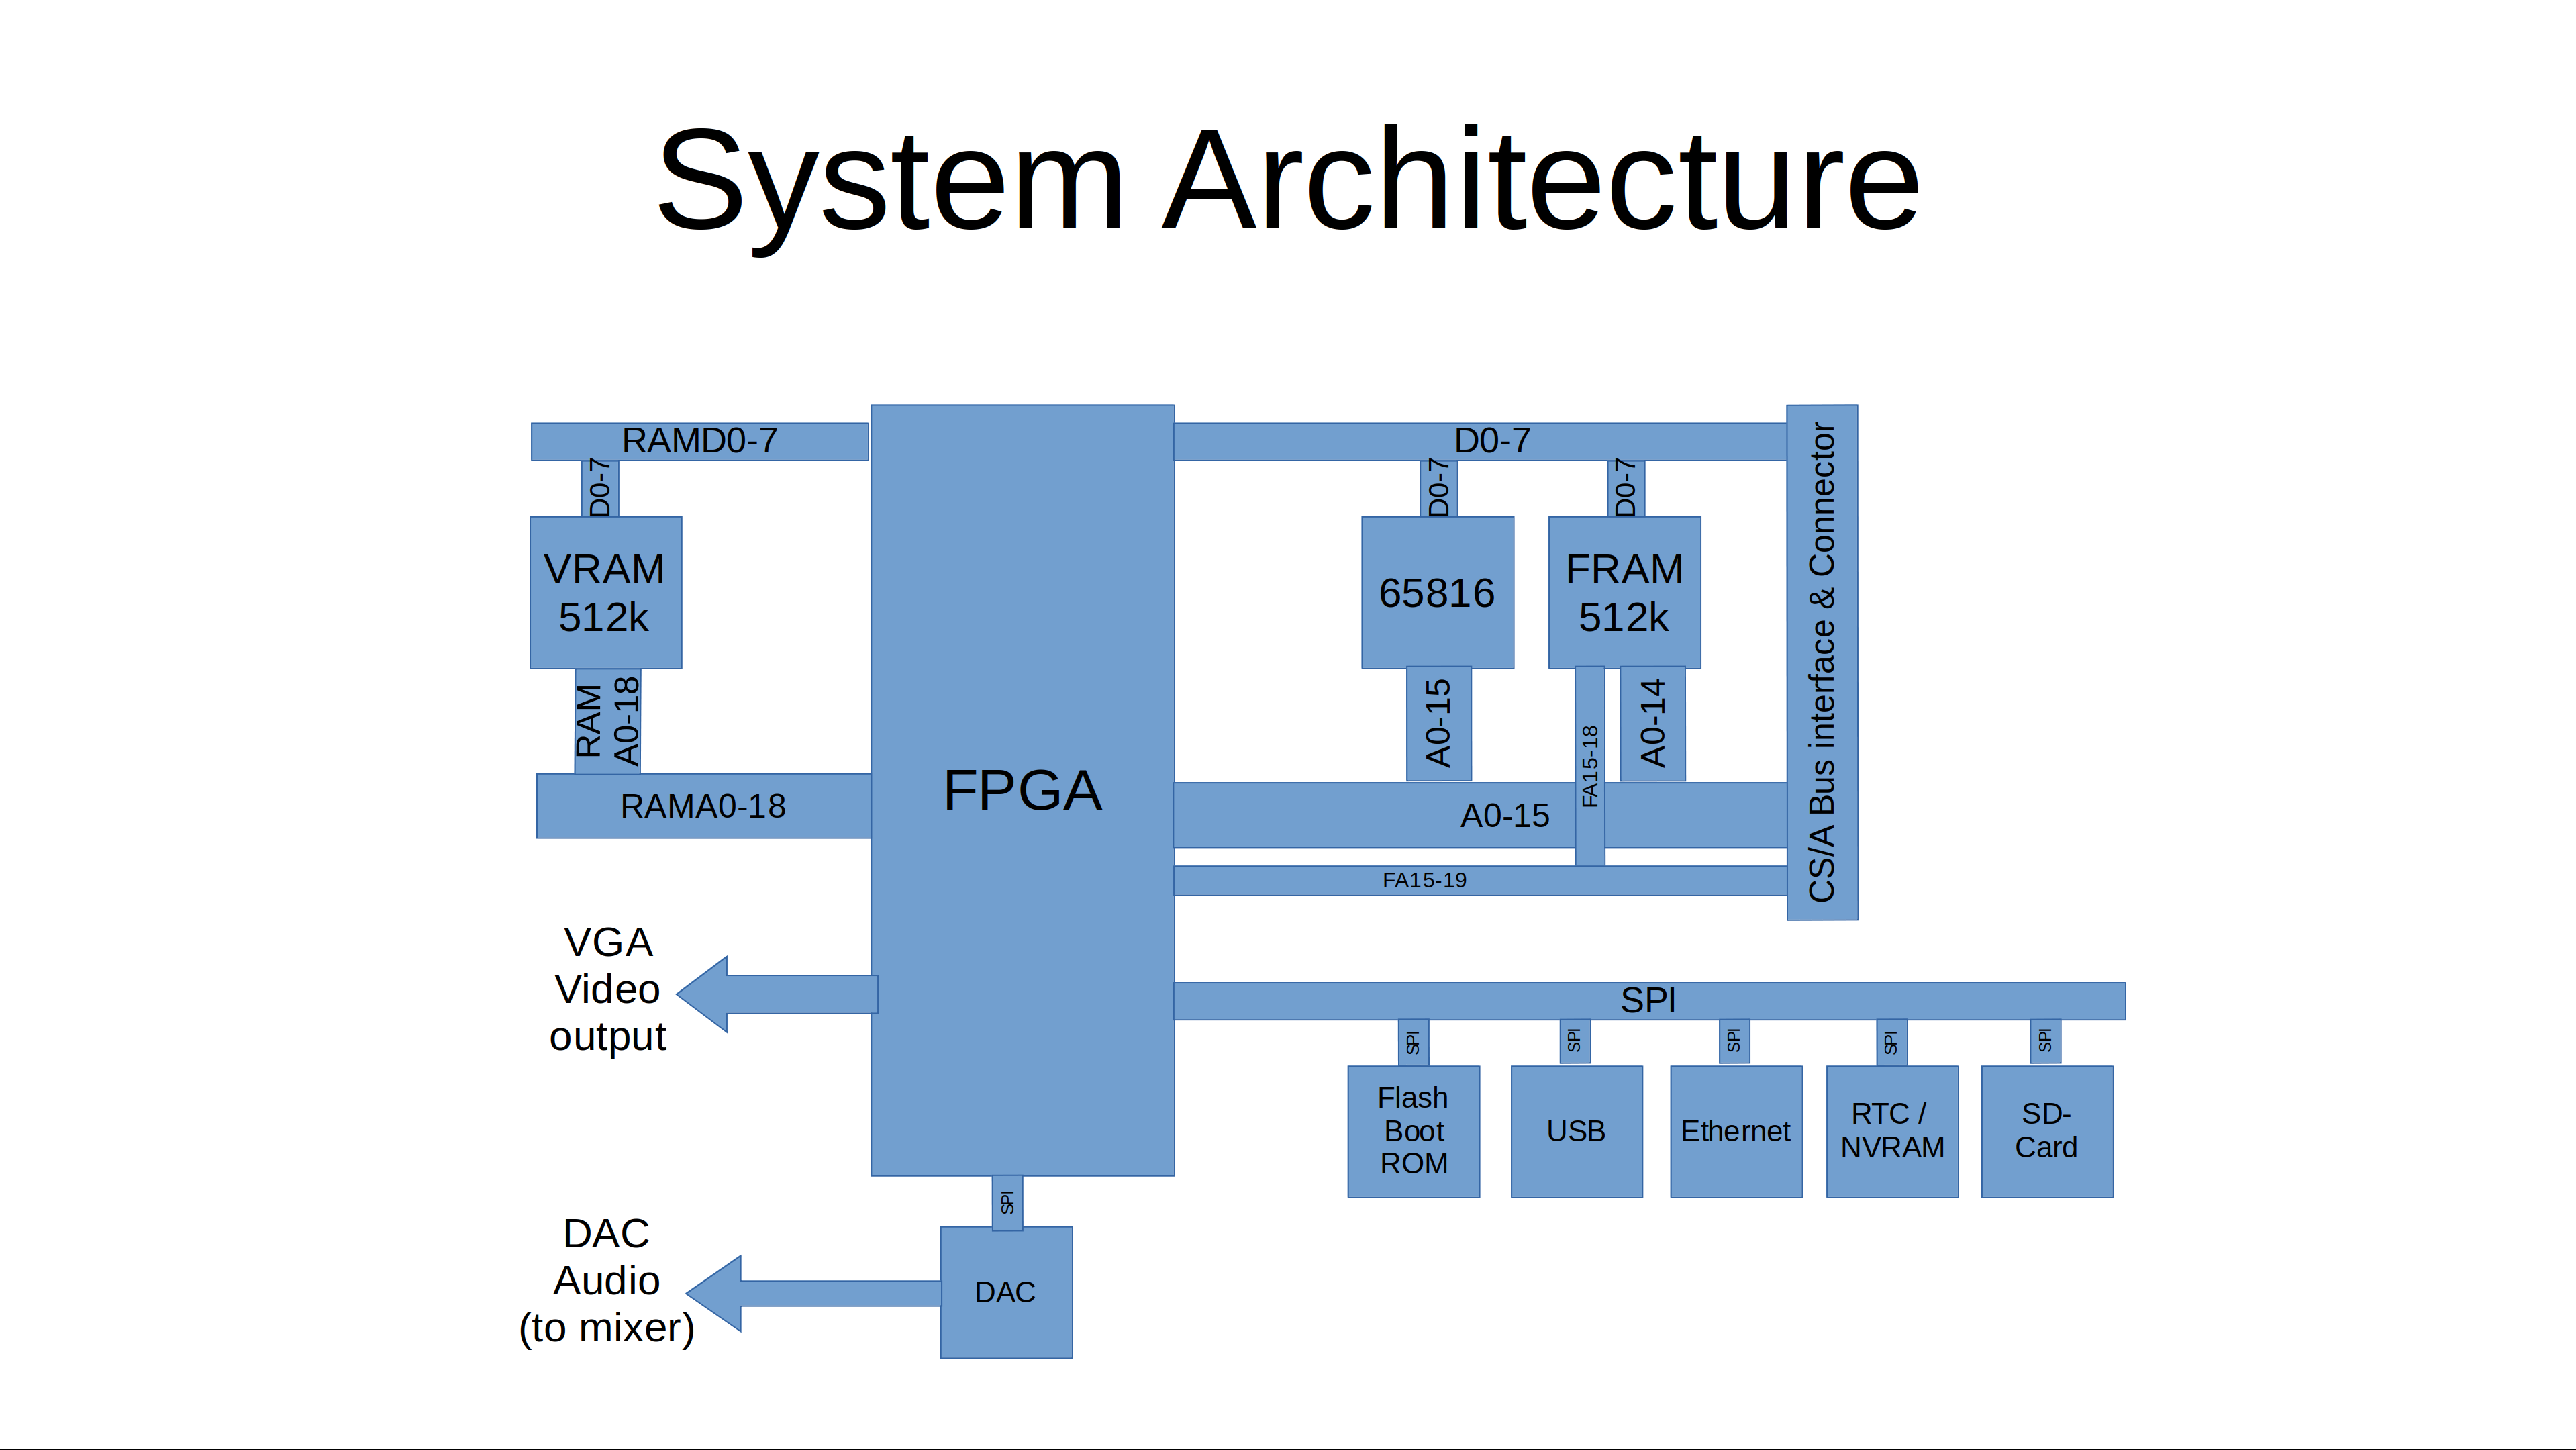 System Architecture
RAMD0-7
D0-7
D0-7
D0-7
D0-7
VRAM
512k
65816
FRAM
512k
CS/A Bus interface & Connector
RAM
A0-18
A0-15
FA15-18
A0-14
FPGA
RAMA0-18
A0-15
FA15-19
VGA
Video
output
SPI
SPI
SPI
SPI
SPI
SPI
Flash
Boot
ROM
USB
Ethernet
RTC /
NVRAM
SD-
Card
SPI
DAC
Audio
(to mixer)
DAC